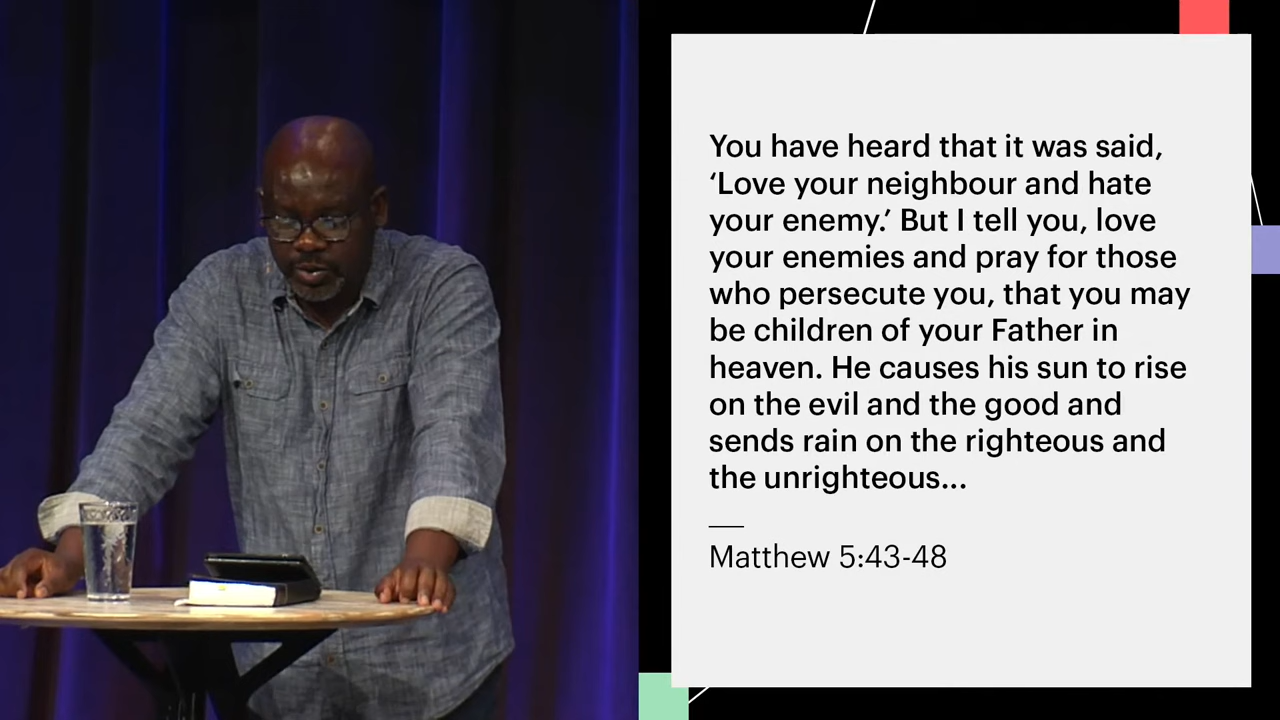 You have heard that it was said,
‘Love your neighbour and hate
your enemy.’ But I tell you, love
your enemies and pray for those
who persecute you, that you may
be children of your Father in
heaven. He causes his sun to rise
on the evil and the good and
sends rain on the righteous and
the unrighteous...
Matthew 5:43-48